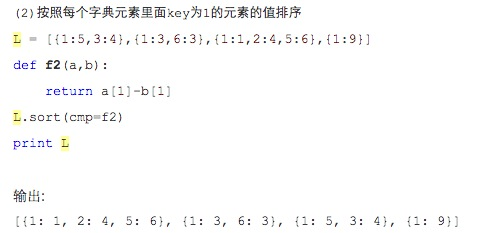 (2)按照每个字典元素里面key为1的元素的值排序
L = [{1:5,3:4},{1:3,6:3},{1:1,2:4,5:6},{1:9}]
def f2(a,b):
    return a[1]-b[1]
L.sort(cmp=f2)
print L
输出:
[{1: 1, 2: 4, 5: 6}, {1: 3, 6: 3}, {1: 5, 3: 4}, {1: 9}]